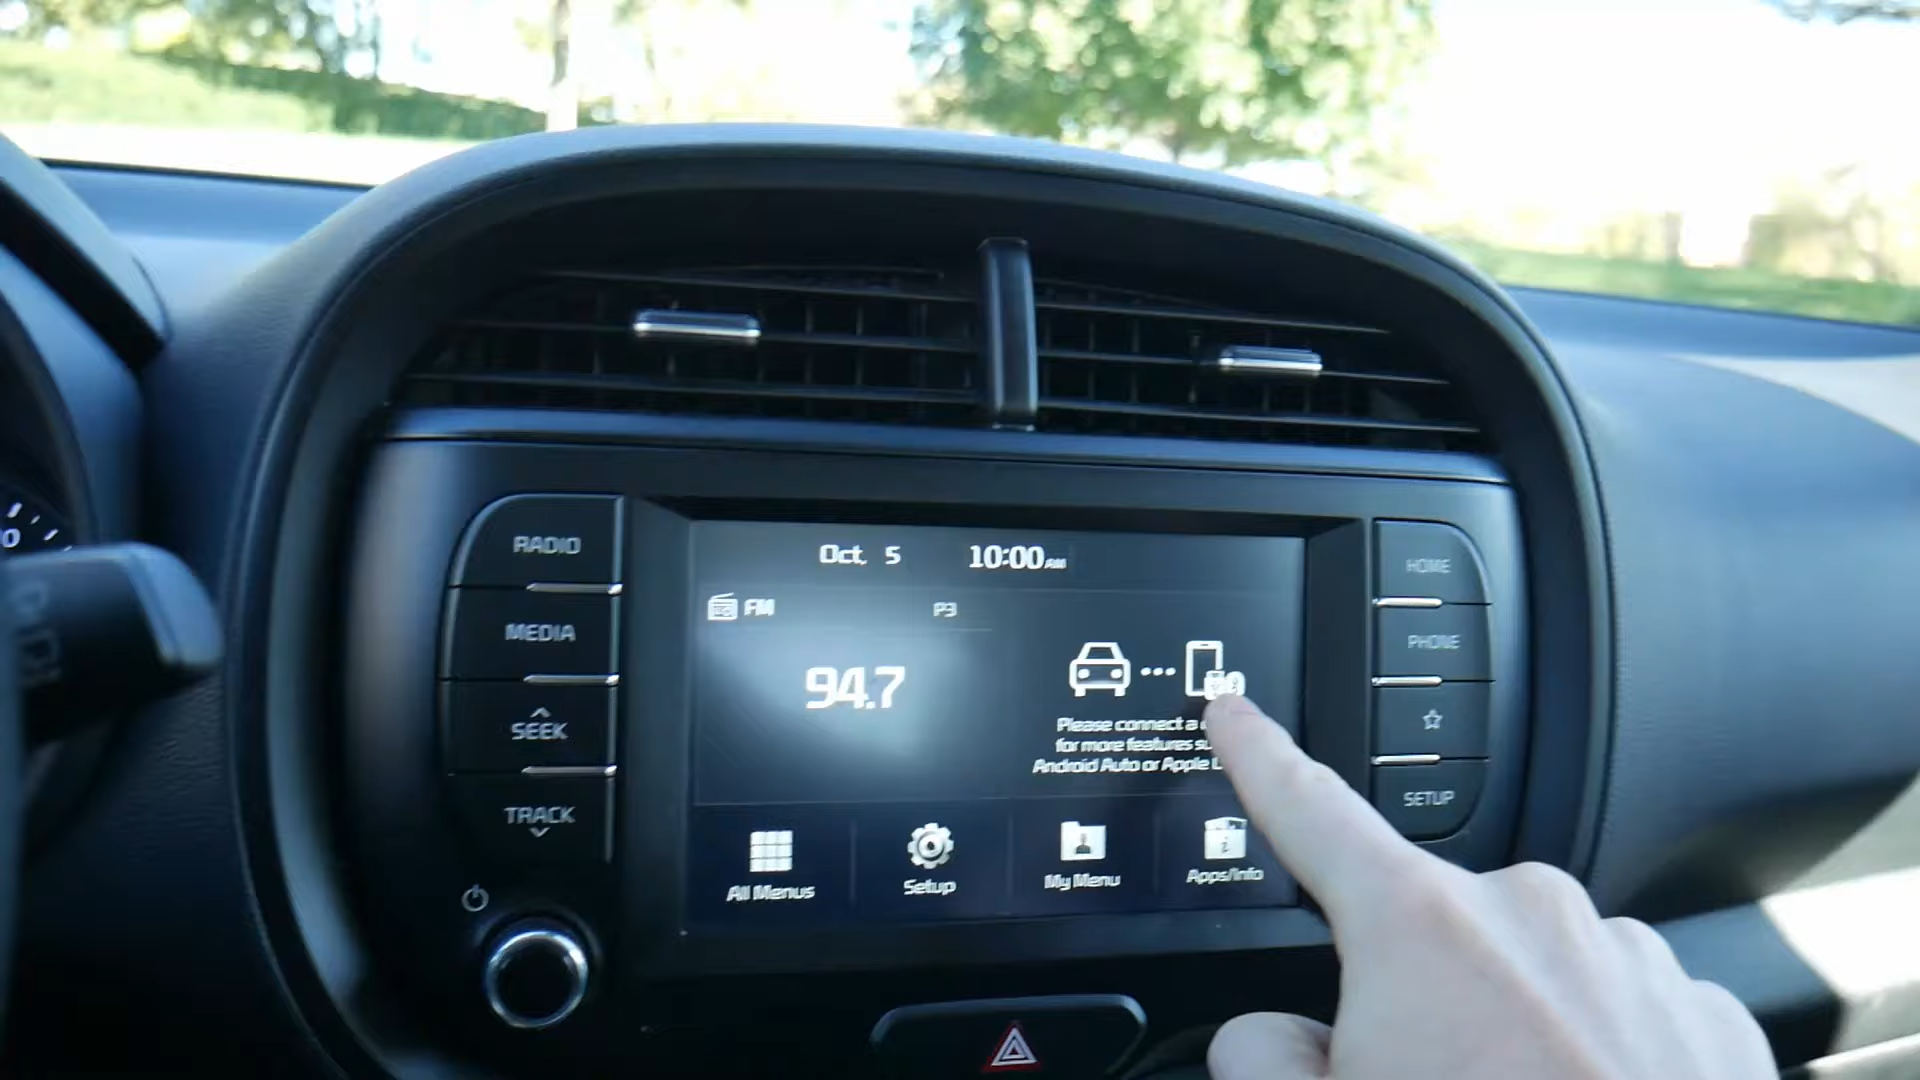 Oct. 5 10:00 AM
FM P3
94.7
Please connect a
for more features
Android Auto or Apple
All Menus
Setup
My Menu
Apps/Info
RADIO
MEDIA
SEEK
TRACK
HOME
PHONE
SETUP